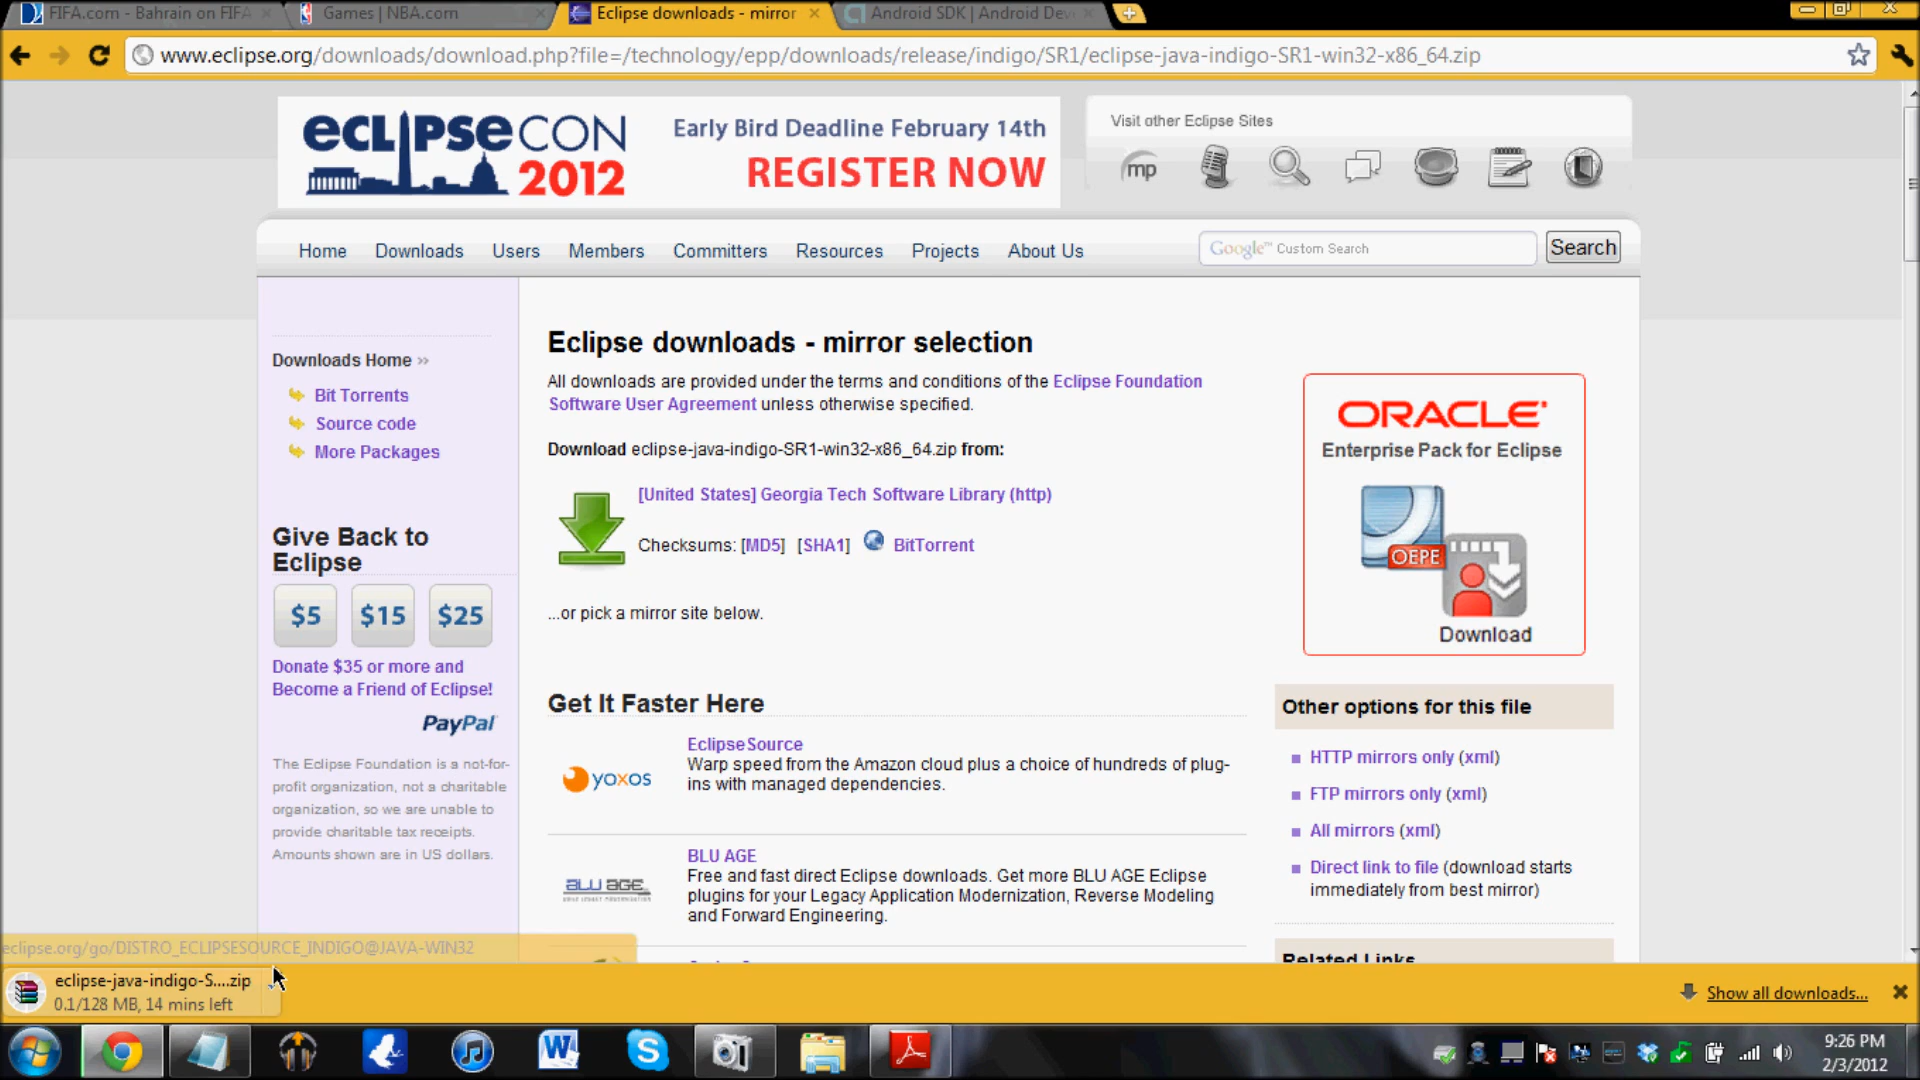 FIFA.com - Bahrain on FIFA
Games | NBA.com
Eclipse downloads - mirror
Android SDK | Android Dev
www.eclipse.org/downloads/download.php?file=/technology/epp/downloads/release/indigo/SR1/eclipse-java-indigo-SR1-win32-x86_64.zip
eclipseCON
2012
Early Bird Deadline February 14th
REGISTER NOW
Visit other Eclipse Sites
mp
Home Downloads Users Members Committers Resources Projects About Us
Google™ Custom Search
Search
Downloads Home »
Bit Torrents
Source code
More Packages
Give Back to
Eclipse
$5 $15 $25
Donate $35 or more and
Become a Friend of Eclipse!
PayPal
The Eclipse Foundation is a not-for-
profit organization, not a charitable
organization, so we are unable to
provide charitable tax receipts.
Amounts shown are in US dollars.
Eclipse downloads - mirror selection
All downloads are provided under the terms and conditions of the Eclipse Foundation
Software User Agreement unless otherwise specified.
Download eclipse-java-indigo-SR1-win32-x86_64.zip from:
[United States] Georgia Tech Software Library (http)
Checksums: [MD5] [SHA1] BitTorrent
...or pick a mirror site below.
Get It Faster Here
yoxos
EclipseSource
Warp speed from the Amazon cloud plus a choice of hundreds of plug-
ins with managed dependencies.
BLU AGE
BLU AGE
Free and fast direct Eclipse downloads. Get more BLU AGE Eclipse
plugins for your Legacy Application Modernization, Reverse Modeling
and Forward Engineering.
ORACLE
Enterprise Pack for Eclipse
OEPE
Download
Other options for this file
HTTP mirrors only (xml)
FTP mirrors only (xml)
All mirrors (xml)
Direct link to file (download starts
immediately from best mirror)
Related Links
eclipse.org/go/DISTRO_ECLIPSESOURCE_INDIGO@JAVA-WIN32
eclipse-java-indigo-S....zip
0.1/128 MB, 14 mins left
Show all downloads...
9:26 PM
2/3/2012